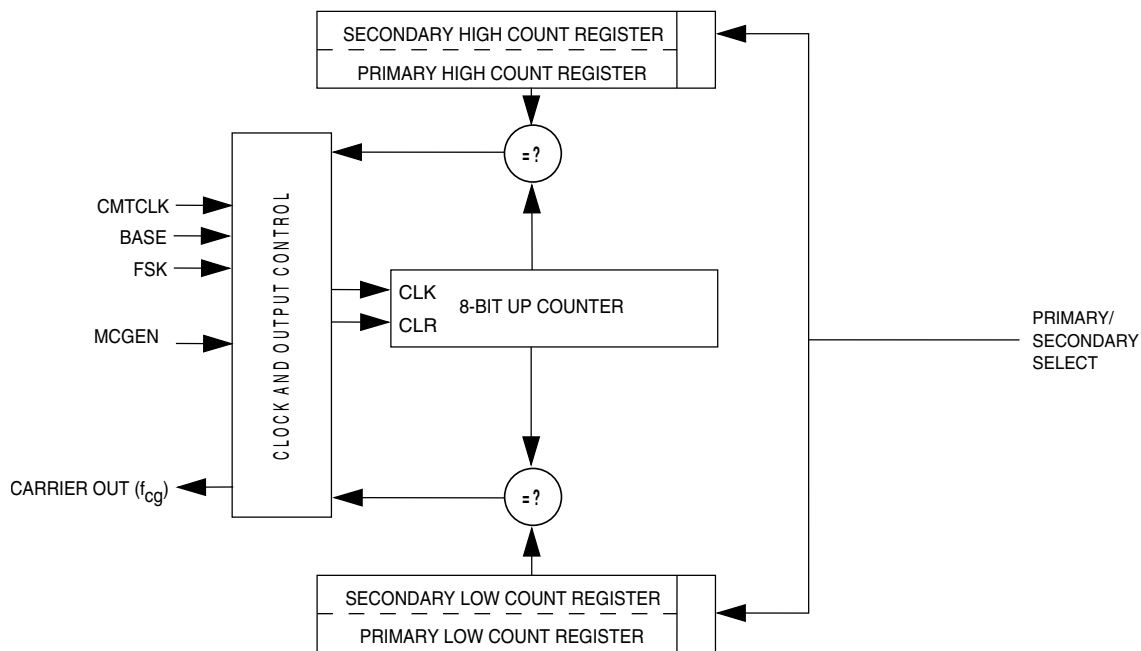 SECONDARY HIGH COUNT REGISTER
PRIMARY HIGH COUNT REGISTER
= ?
CMTCLK
BASE
FSK
MCGEN
CLOCK AND OUTPUT CONTROL
CLK
8-BIT UP COUNTER
CLR
PRIMARY/
SECONDARY
SELECT
CARRIER OUT (fcg)
= ?
SECONDARY LOW COUNT REGISTER
PRIMARY LOW COUNT REGISTER